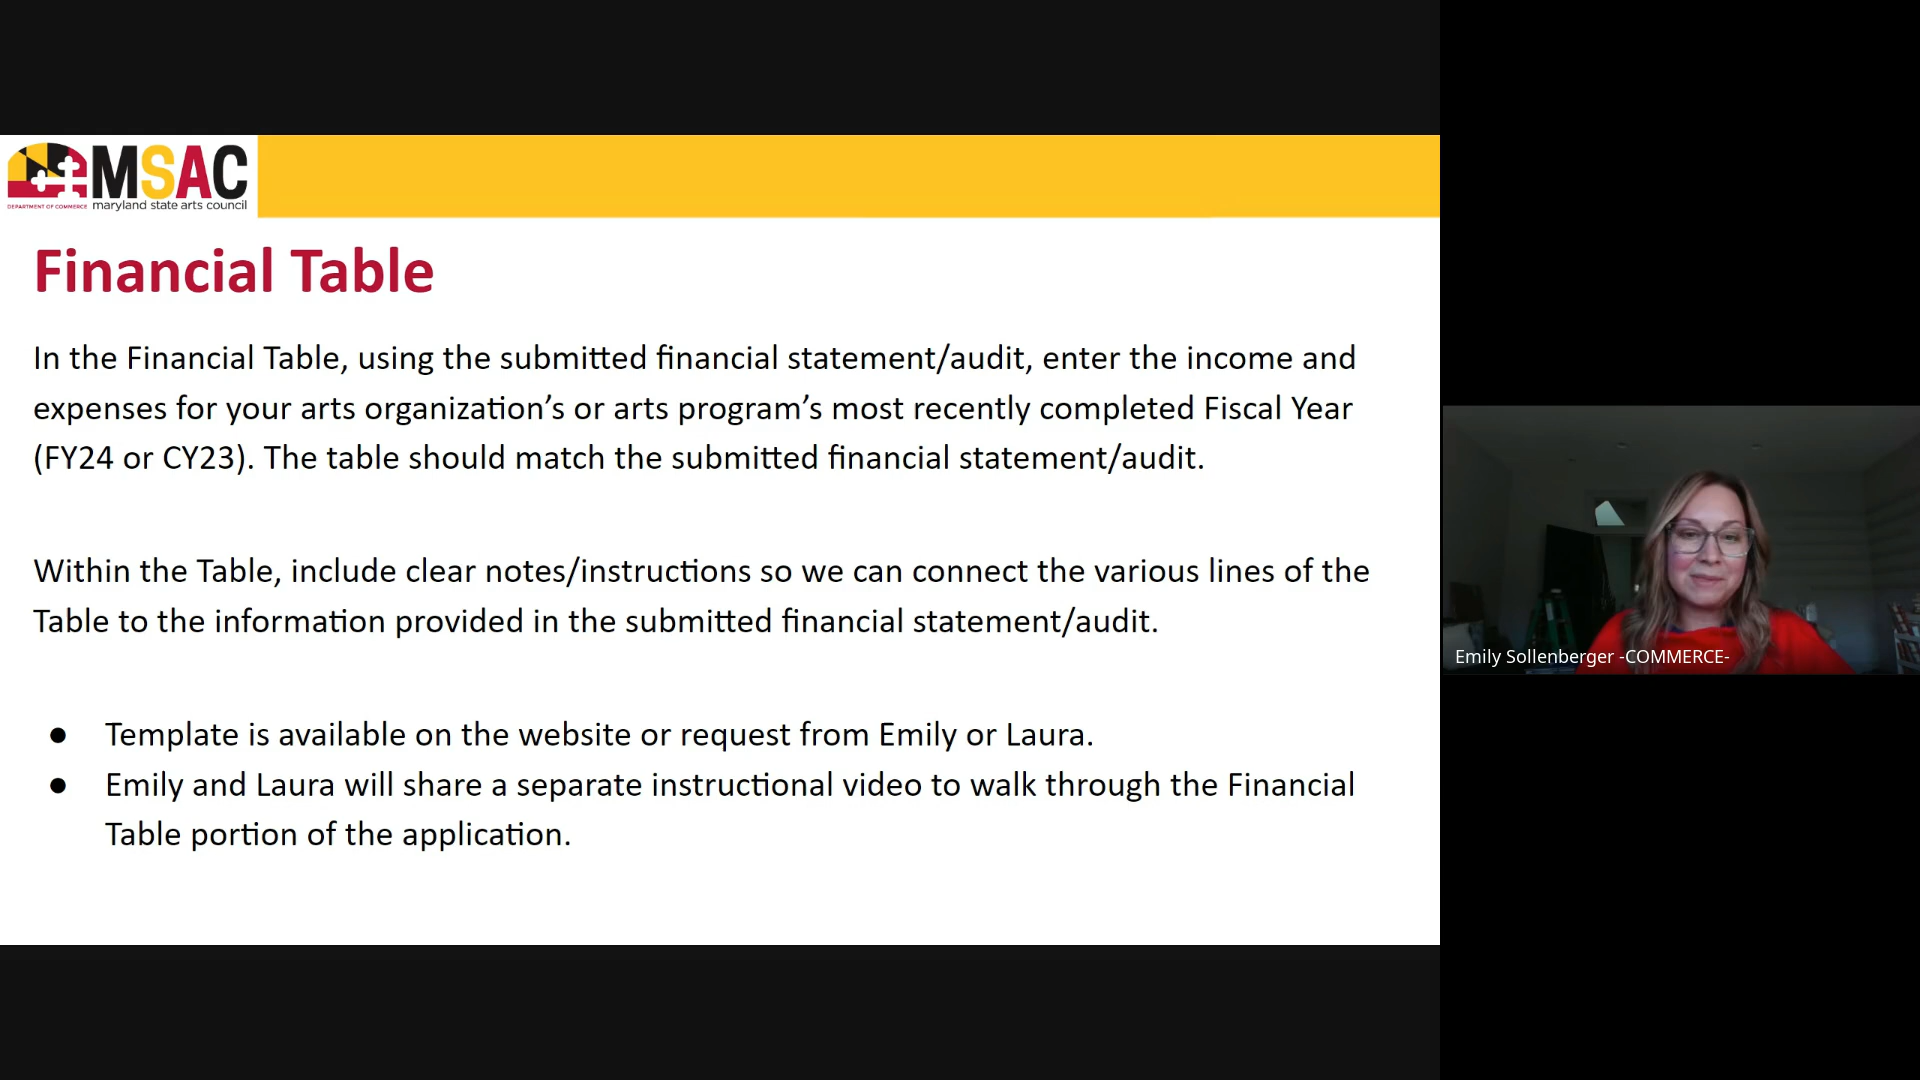 MSAC
DEPARTMENT OF COMMERCE maryland state arts council
Financial Table
In the Financial Table, using the submitted financial statement/audit, enter the income and
expenses for your arts organization’s or arts program’s most recently completed Fiscal Year
(FY24 or CY23). The table should match the submitted financial statement/audit.
Within the Table, include clear notes/instructions so we can connect the various lines of the
Table to the information provided in the submitted financial statement/audit.
● Template is available on the website or request from Emily or Laura.
● Emily and Laura will share a separate instructional video to walk through the Financial
Table portion of the application.
Emily Sollenberger -COMMERCE-